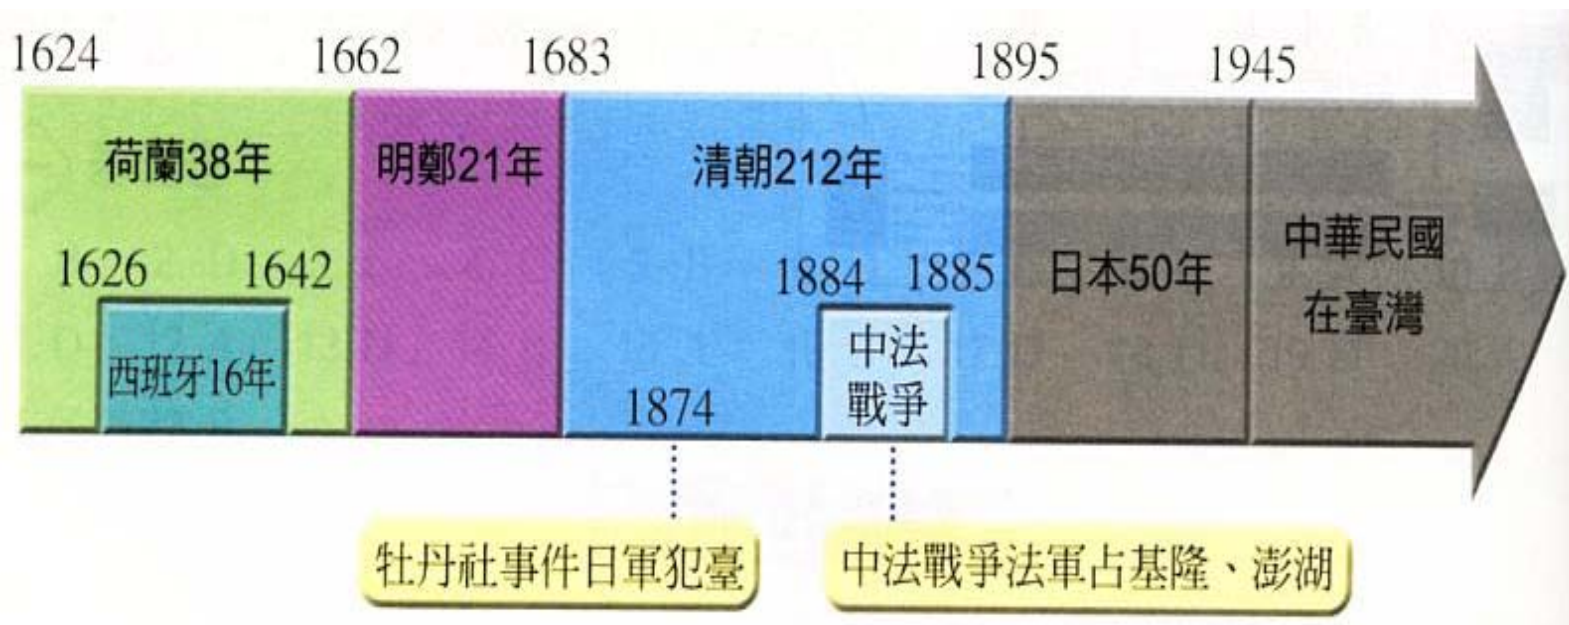 1624
1662
1683
1895
1945
荷蘭38年
明鄭21年
清朝212年
1626
1642
1884
1885
日本50年
中華民國
在臺灣
西班牙16年
中法
戰爭
1874
牡丹社事件日軍犯臺
中法戰爭法軍占基隆、澎湖